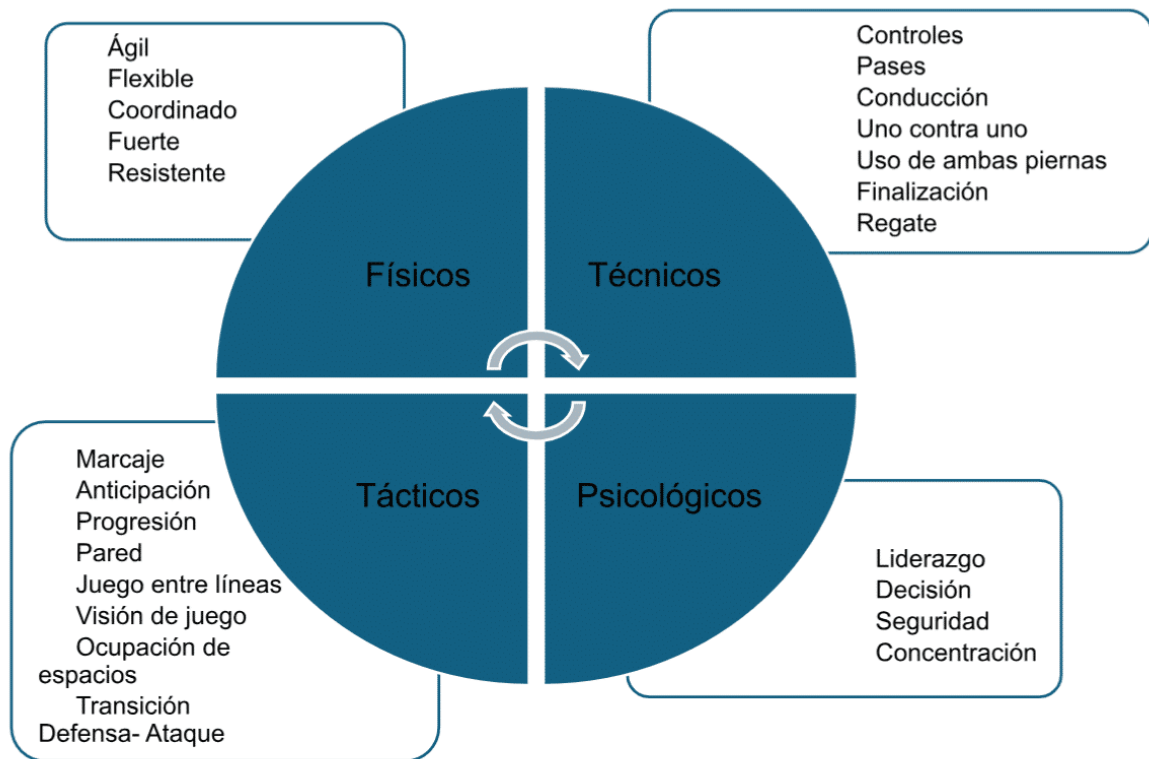 Ágil
Flexible
Coordinado
Fuerte
Resistente
Controles
Pases
Conducción
Uno contra uno
Uso de ambas piernas
Finalización
Regate
Físicos
Técnicos
Tácticos
Psicológicos
Marcaje
Anticipación
Progresión
Pared
Juego entre líneas
Visión de juego
Ocupación de
espacios
Transición
Defensa- Ataque
Liderazgo
Decisión
Seguridad
Concentración